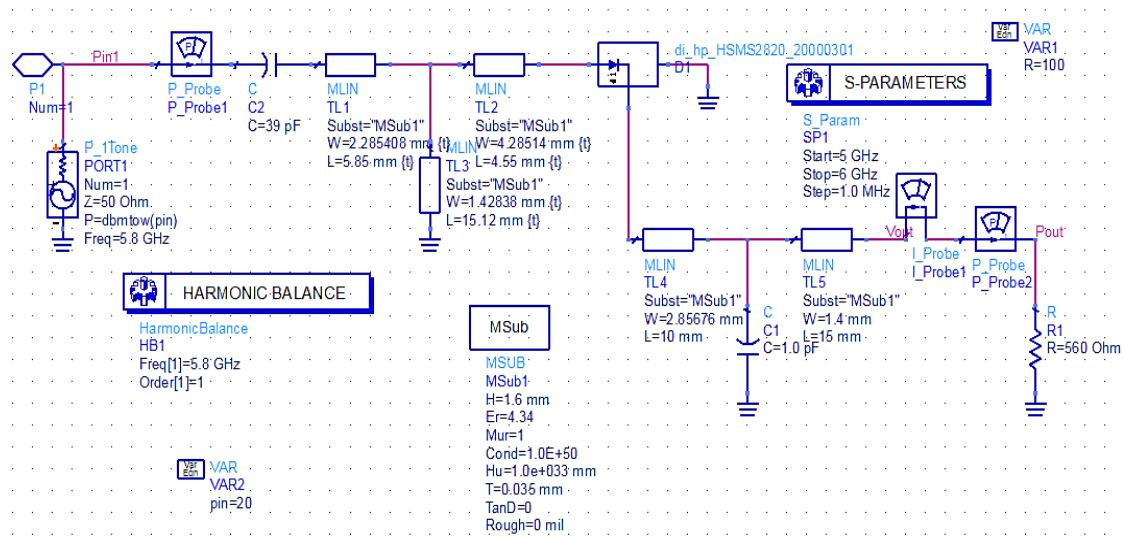 P1
Num=1
Pin1
P_Probe
P_Probe1
C
C2
C=39 pF
MLIN
TL1
Subst="MSub1"
W=2.285408 mm {t}
L=5.85 mm {t}
MLIN
TL2
Subst="MSub1"
W=4.28514 mm {t}
L=4.55 mm {t}
di_hp_HSMS2820_20000301
D1
Var
Eqn
VAR
VAR1
R=100
S-PARAMETERS
S_Param
SP1
Start=5 GHz
Stop=6 GHz
Step=1.0 MHz
P_1Tone
PORT1
Num=1
Z=50 Ohm
P=dbmtow(pin)
Freq=5.8 GHz
MLIN
TL3
Subst="MSub1"
W=1.42838 mm {t}
L=15.12 mm {t}
MLIN
TL4
Subst="MSub1"
W=2.85676 mm
L=10 mm
C
C1
C=1.0 pF
MLIN
TL5
Subst="MSub1"
W=1.4 mm
L=15 mm
Vout
I_Probe
I_Probe1
P_Probe
P_Probe2
Pout
R
R1
R=560 Ohm
HARMONIC BALANCE
HarmonicBalance
HB1
Freq[1]=5.8 GHz
Order[1]=1
MSub
MSUB
MSub1
H=1.6 mm
Er=4.34
Mur=1
Cond=1.0E+50
Hu=1.0e+033 mm
T=0.035 mm
TanD=0
Rough=0 mil
Var
Eqn
VAR
VAR2
pin=20